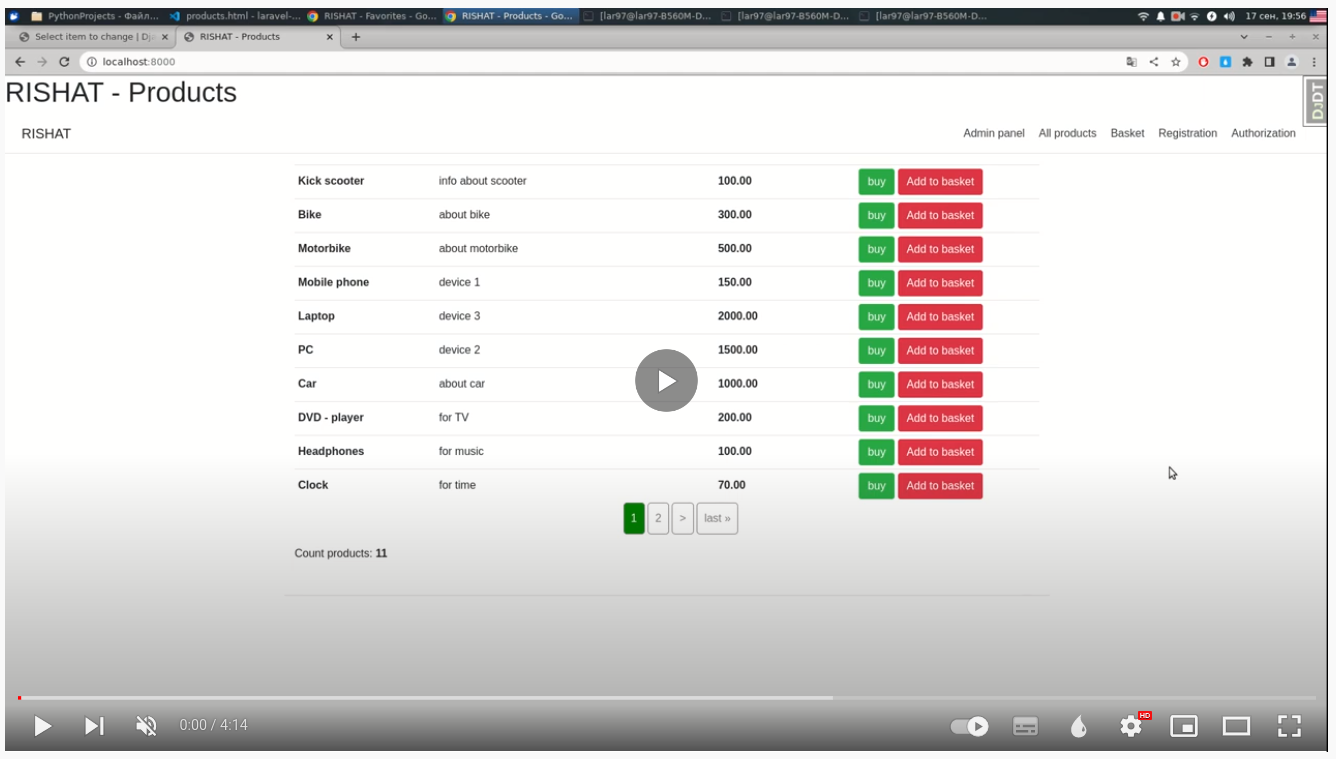 PythonProjects - Файл... products.html - laravel-... RISHAT - Favorites - Go... RISHAT - Products - Go... [lar97@lar97-B560M-D... [lar97@lar97-B560M-D... [lar97@lar97-B560M-D... 17 сен, 19:56
Select item to change | Dj RISHAT - Products
localhost:8000
RISHAT - Products
DjDT
RISHAT Admin panel All products Basket Registration Authorization
Kick scooter info about scooter 100.00 buy Add to basket
Bike about bike 300.00 buy Add to basket
Motorbike about motorbike 500.00 buy Add to basket
Mobile phone device 1 150.00 buy Add to basket
Laptop device 3 2000.00 buy Add to basket
PC device 2 1500.00 buy Add to basket
Car about car 1000.00 buy Add to basket
DVD - player for TV 200.00 buy Add to basket
Headphones for music 100.00 buy Add to basket
Clock for time 70.00 buy Add to basket
1 2 > last »
Count products: 11
0:00 / 4:14 HD